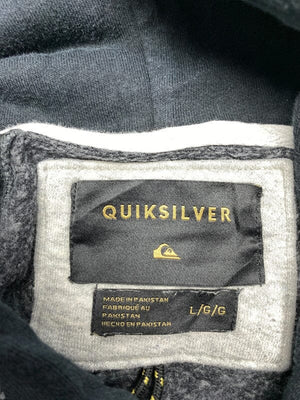 QUIKSILVER
MADE IN PAKISTAN
FABRIQUÉ AU
PAKISTAN
HECHO EN PAKISTAN
L/G/G